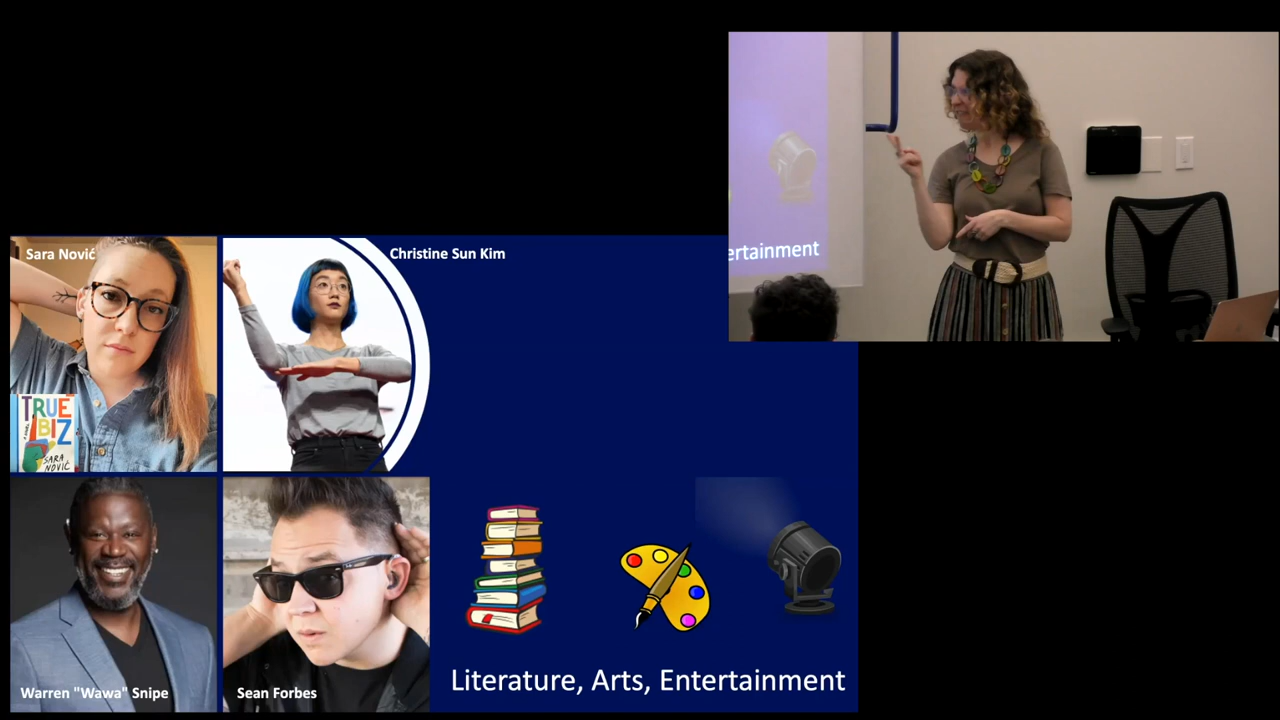 Sara Nović
Christine Sun Kim
TRUE
BIZ
SARA
NOVIĆ
Warren "Wawa" Snipe
Sean Forbes
Literature, Arts, Entertainment
ertainment